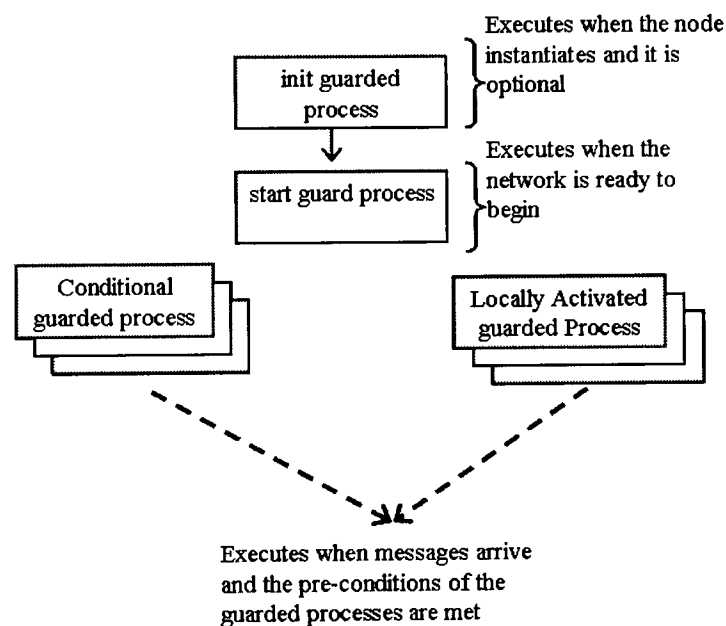 Executes when the node
instantiates and it is
optional
init guarded
process
Executes when the
network is ready to
begin
start guard process
Conditional
guarded process
Locally Activated
guarded Process
Executes when messages arrive
and the pre-conditions of the
guarded processes are met